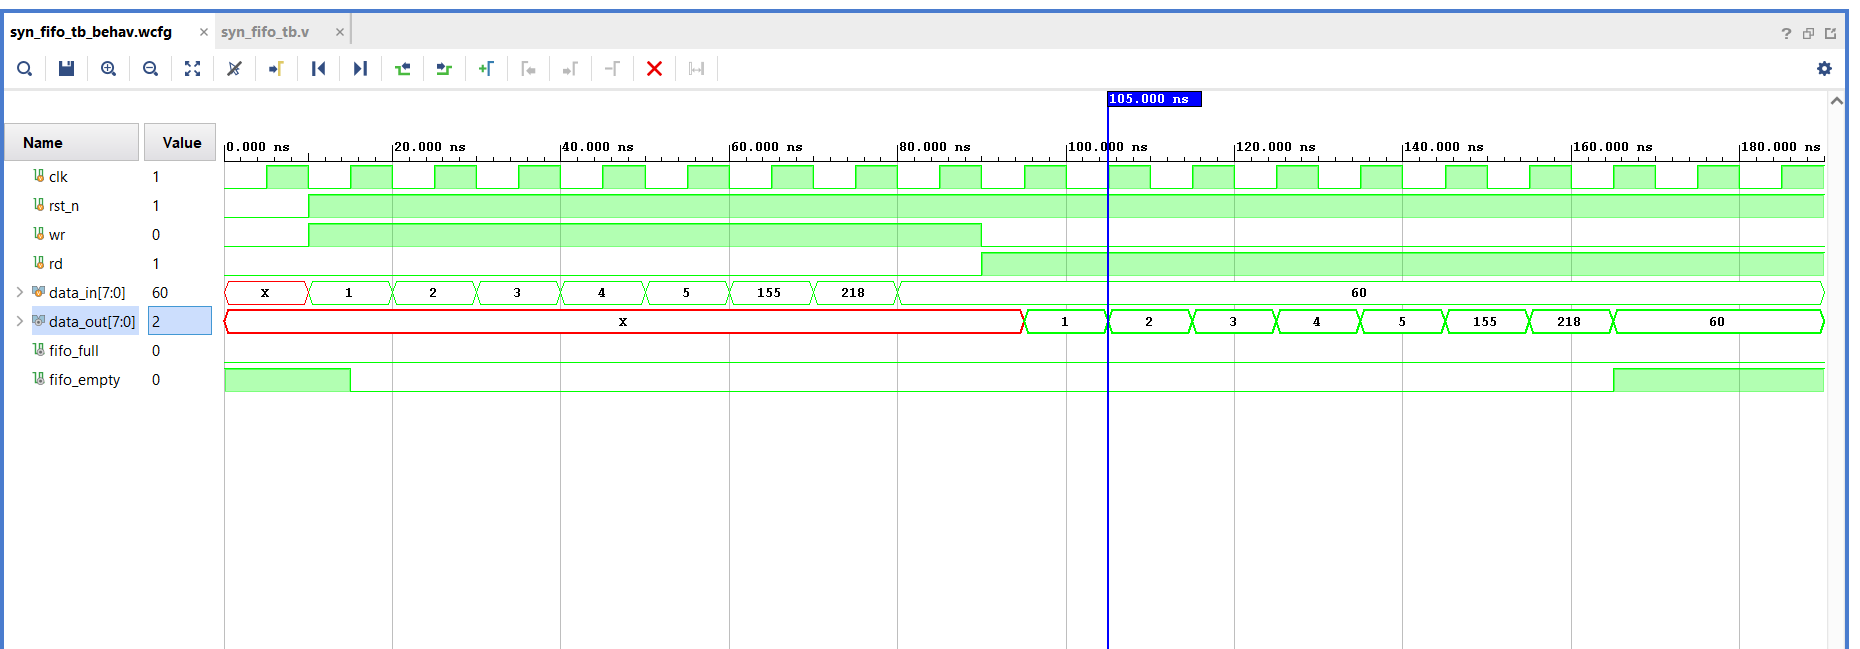 syn_fifo_tb_behav.wcfg × syn_fifo_tb.v ×
?
105.000 ns
Name Value
0.000 ns 20.000 ns 40.000 ns 60.000 ns 80.000 ns 100.000 ns 120.000 ns 140.000 ns 160.000 ns 180.000 ns
clk 1
rst_n 1
wr 0
rd 1
data_in[7:0] 60 X 1 2 3 4 5 155 218 60
data_out[7:0] 2 X 1 2 3 4 5 155 218 60
fifo_full 0
fifo_empty 0